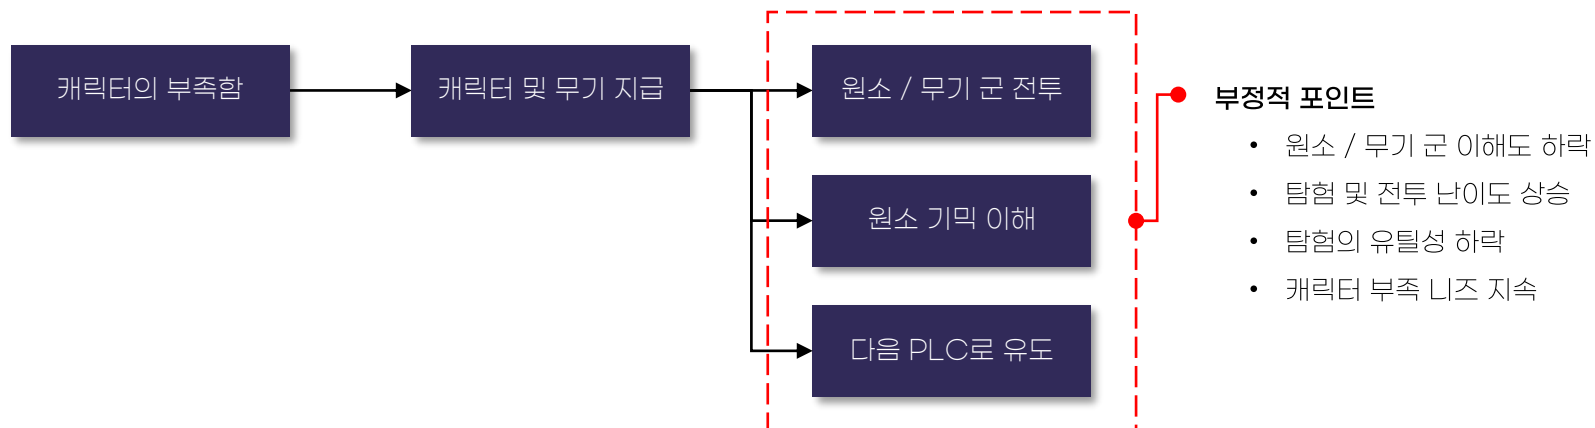 캐릭터의 부족함
캐릭터 및 무기 지급
원소 / 무기 군 전투
원소 기믹 이해
다음 PLC로 유도
부정적 포인트
• 원소 / 무기 군 이해도 하락
• 탐험 및 전투 난이도 상승
• 탐험의 유틸성 하락
• 캐릭터 부족 니즈 지속